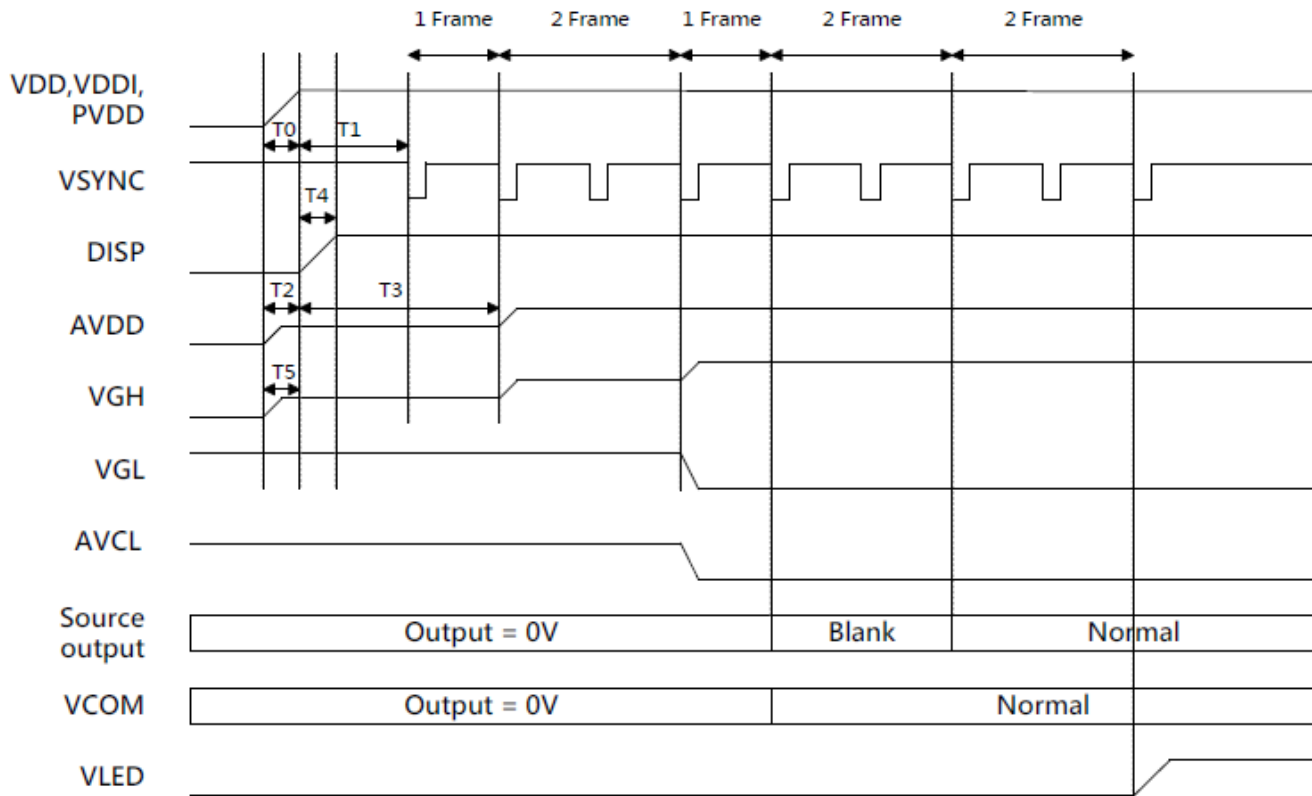 1 Frame 2 Frame 1 Frame 2 Frame 2 Frame
VDD,VDDI,
PVDD
T0 T1
VSYNC
T4
DISP
T2 T3
AVDD
T5
VGH
VGL
AVCL
Source
output
Output = 0V Blank Normal
VCOM Output = 0V Normal
VLED